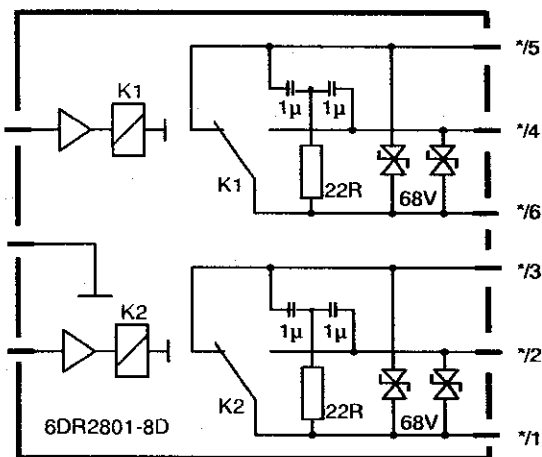 */5
K1
1µ 1µ
*/4
K1
22R
68V
*/6
*/3
K2
1µ 1µ
*/2
K2
22R
68V
6DR2801-8D
*/1